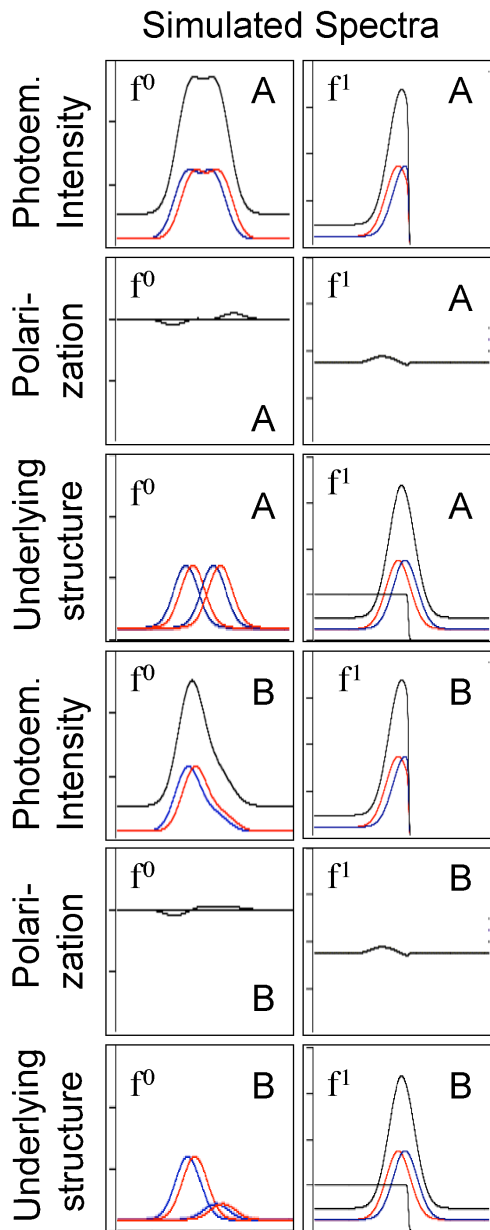 Simulated Spectra
Photoem.
Intensity
f⁰ A
f¹ A
Polari-
zation
f⁰ A
f¹ A
Underlying
structure
f⁰ A
f¹ A
Photoem.
Intensity
f⁰ B
f¹ B
Polari-
zation
f⁰ B
f¹ B
Underlying
structure
f⁰ B
f¹ B